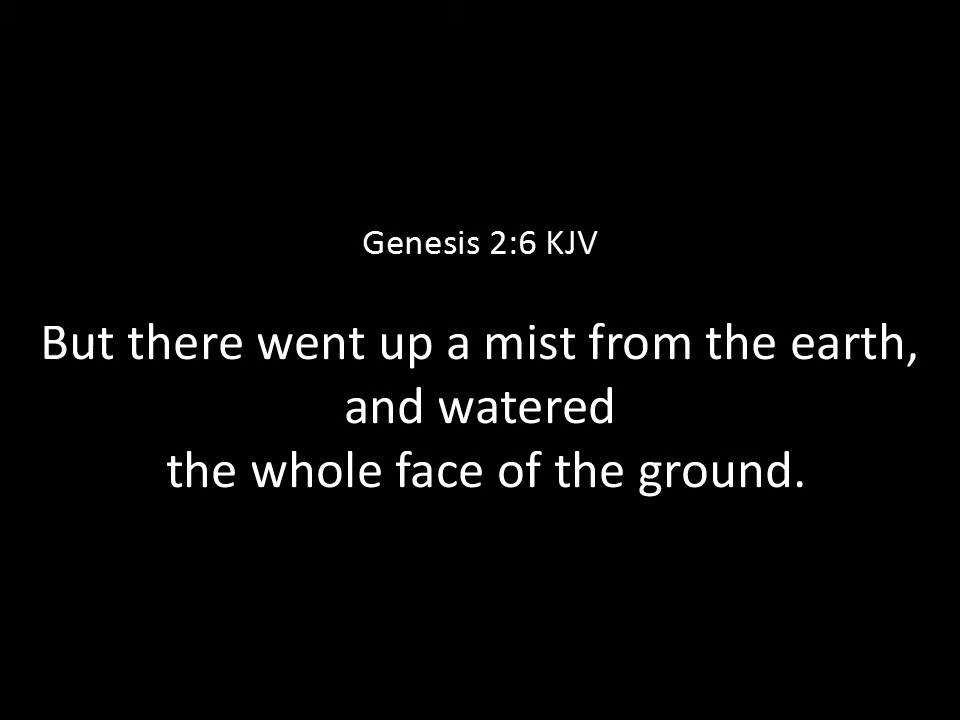 Genesis 2:6 KJV
But there went up a mist from the earth,
and watered
the whole face of the ground.